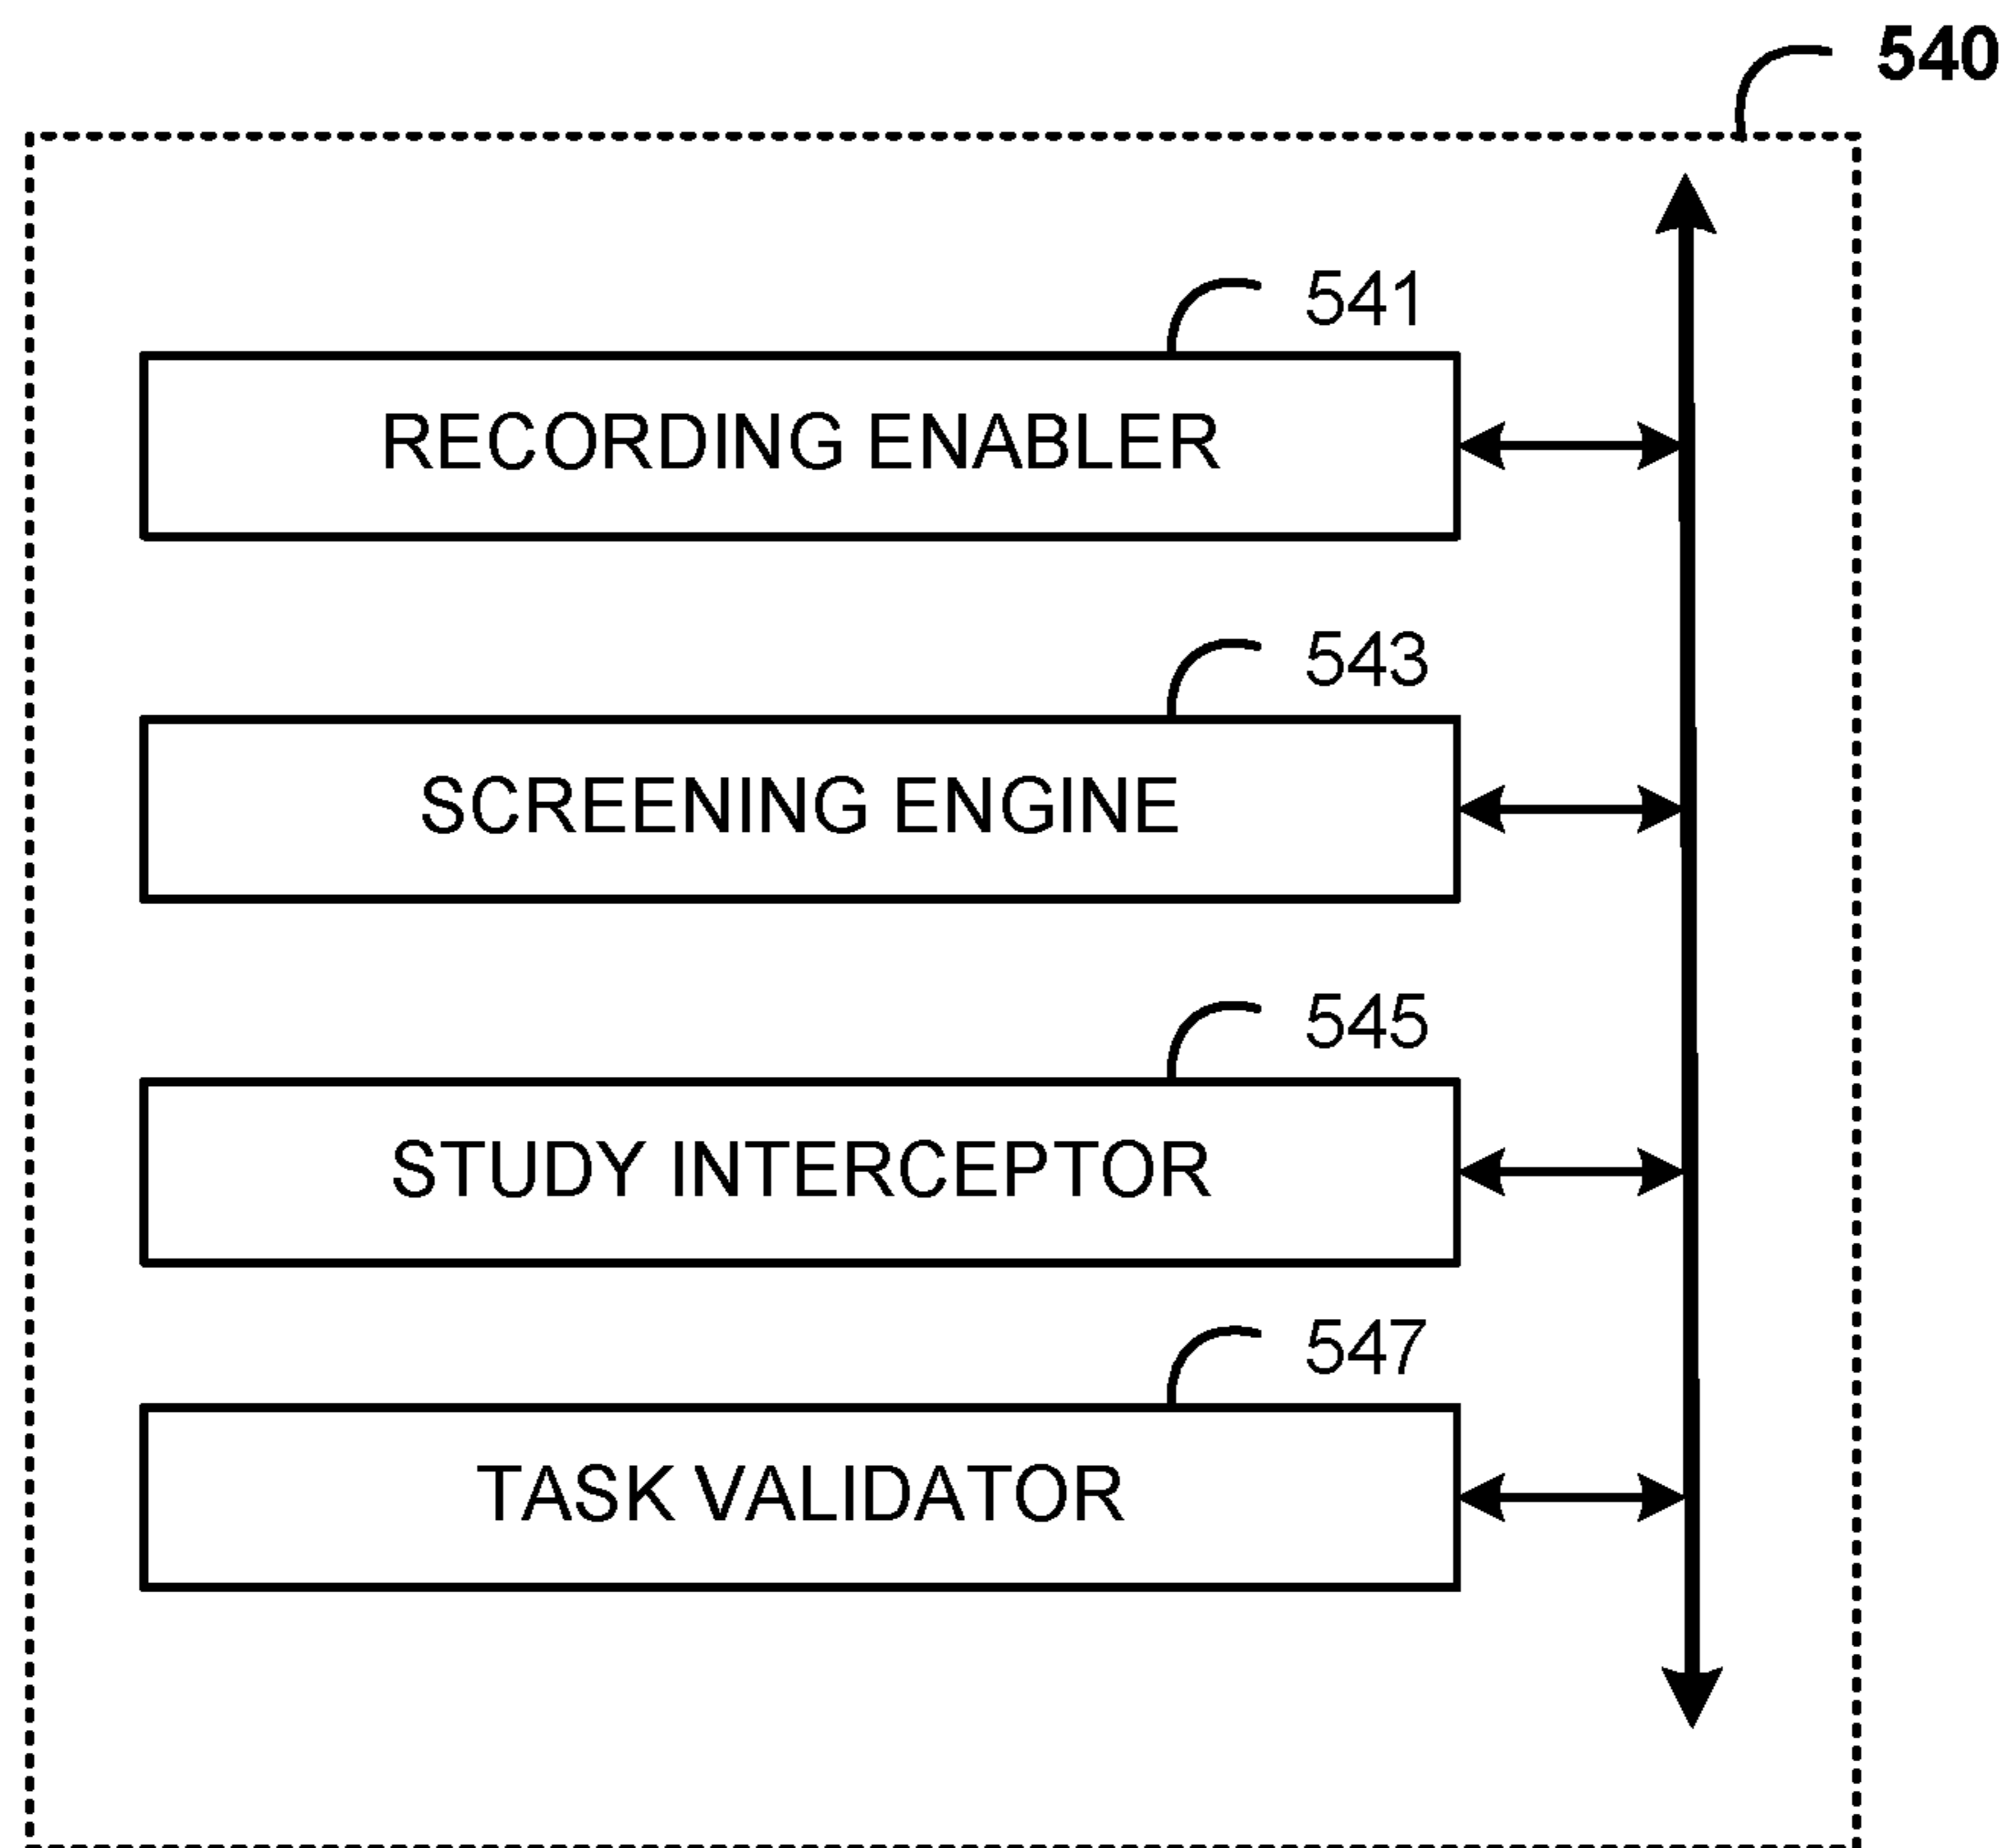 540
541
RECORDING ENABLER
543
SCREENING ENGINE
545
STUDY INTERCEPTOR
547
TASK VALIDATOR